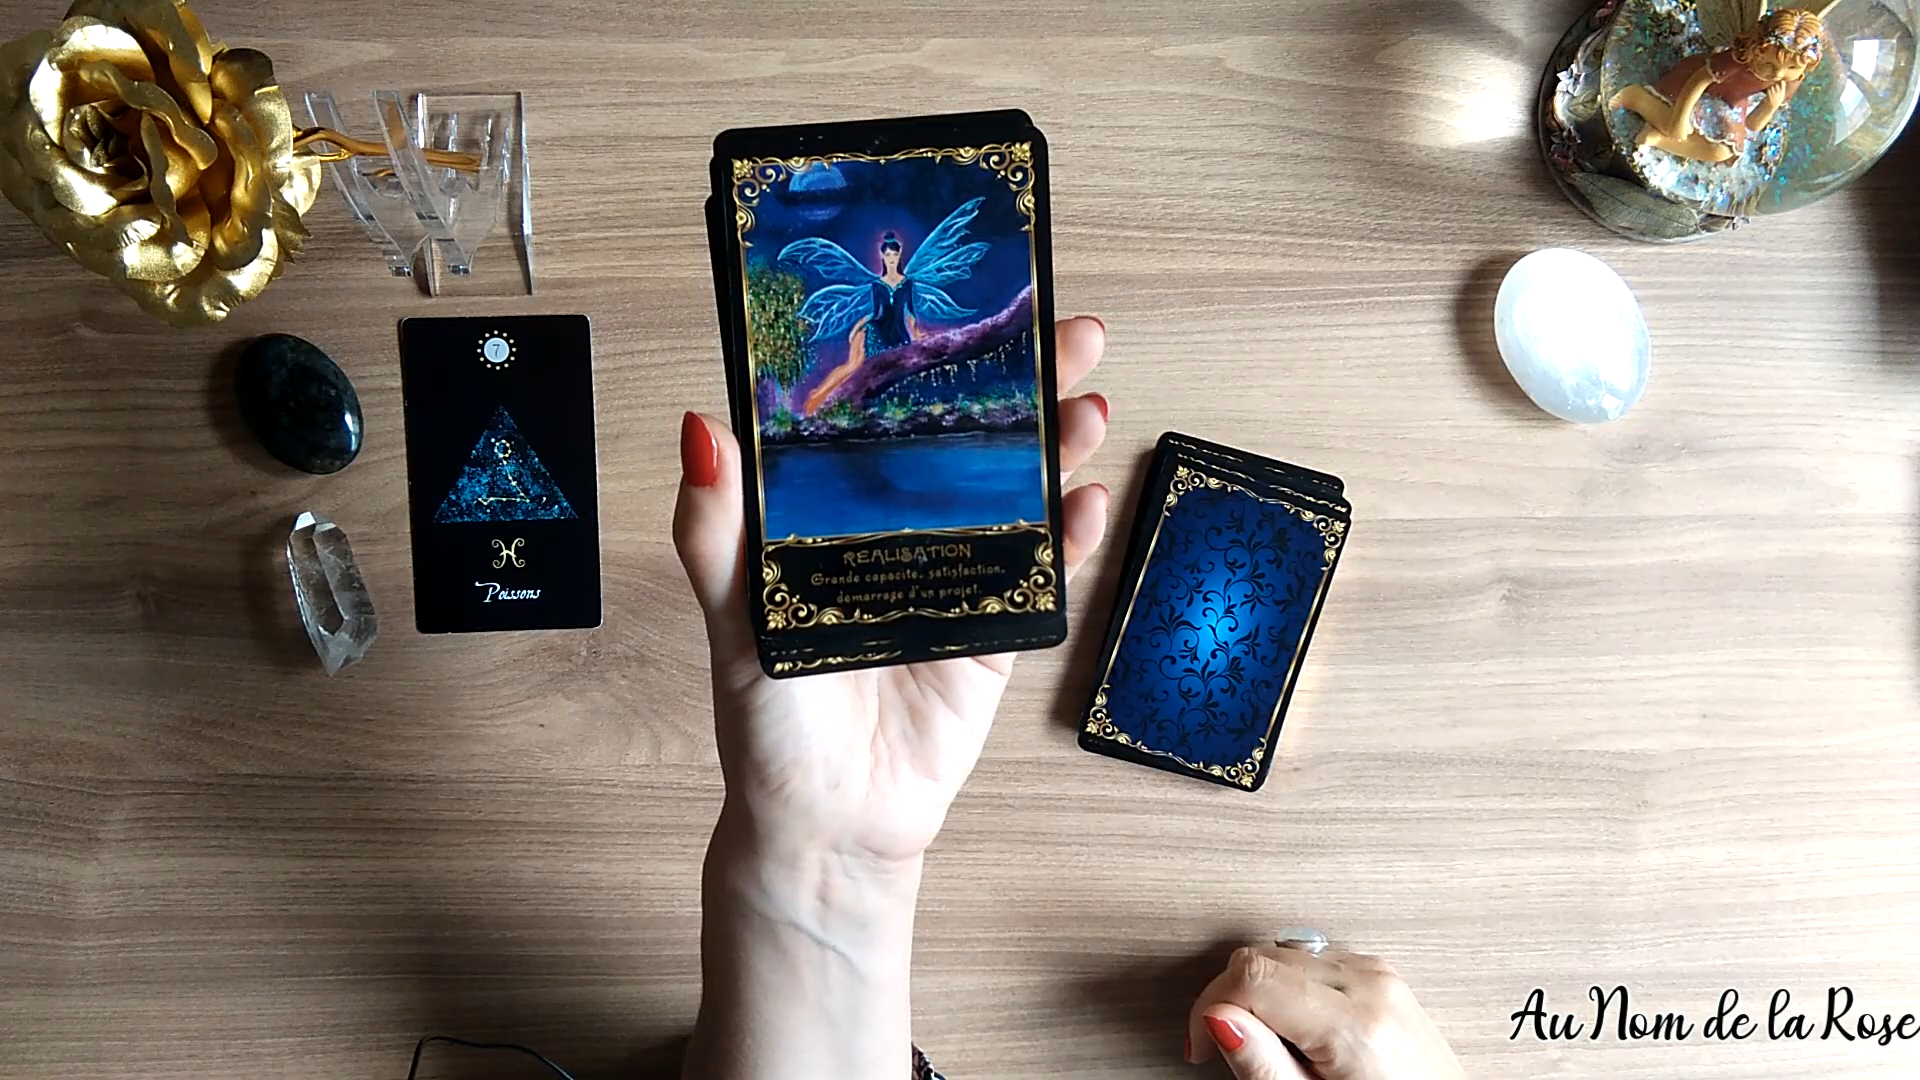 7
Poissons
REALISATION
Grande capacite, satisfaction,
demarrage d'un projet.
Au Nom de la Rose